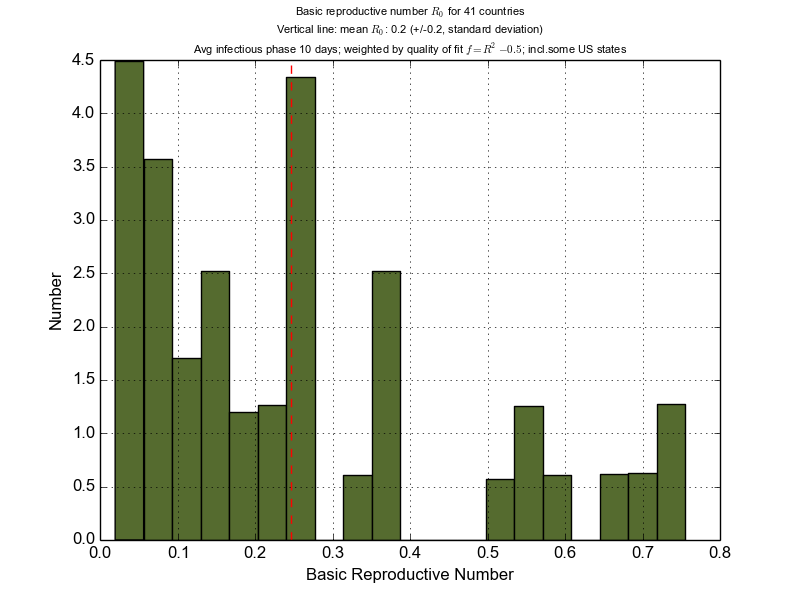 Basic reproductive number R₀ for 41 countries
Vertical line: mean R₀: 0.2 (+/-0.2, standard deviation)
Avg infectious phase 10 days; weighted by quality of fit f=R² −0.5; incl.some US states
4.5
4.0
3.5
3.0
2.5
2.0
1.5
1.0
0.5
0.0
Number
0.0 0.1 0.2 0.3 0.4 0.5 0.6 0.7 0.8
Basic Reproductive Number